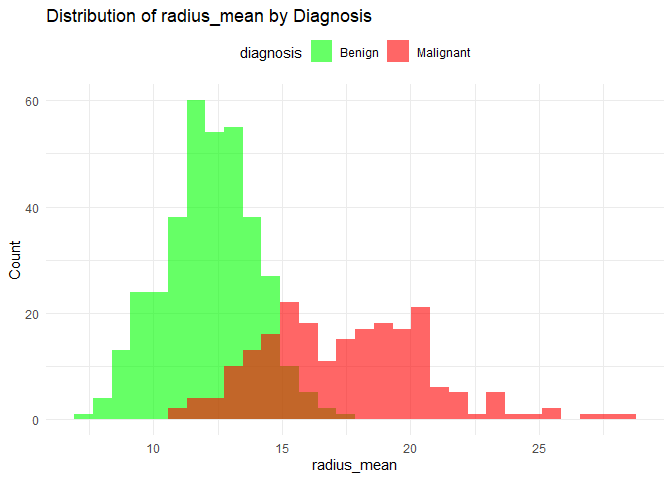 Distribution of radius_mean by Diagnosis
diagnosis Benign Malignant
60
40
20
0
Count
10 15 20 25
radius_mean